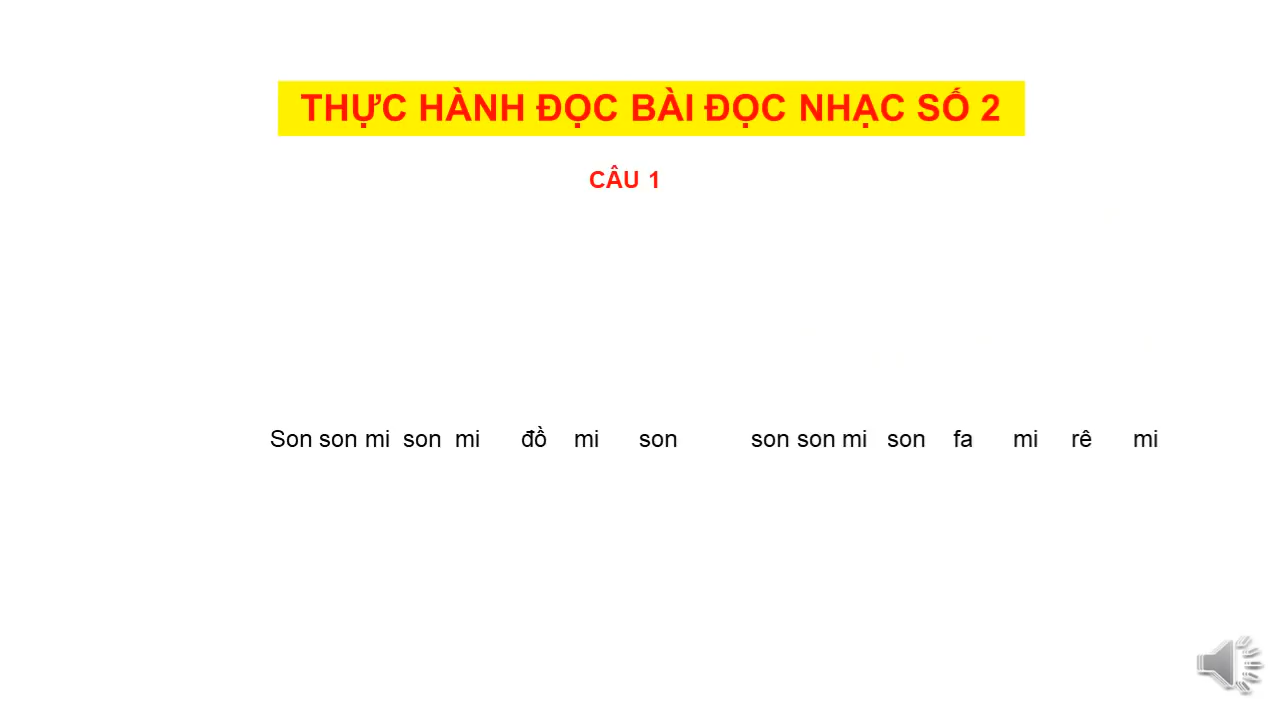 THỰC HÀNH ĐỌC BÀI ĐỌC NHẠC SỐ 2
CÂU 1
Son son mi son mi đồ mi son son son mi son fa mi rê mi